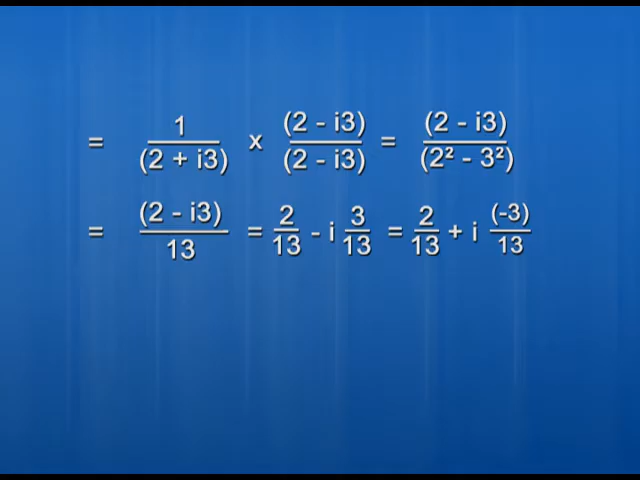 = 1/(2 + i3) x (2 - i3)/(2 - i3) = (2 - i3)/(2² - 3²)
= (2 - i3)/13 = 2/13 - i 3/13 = 2/13 + i (-3)/13